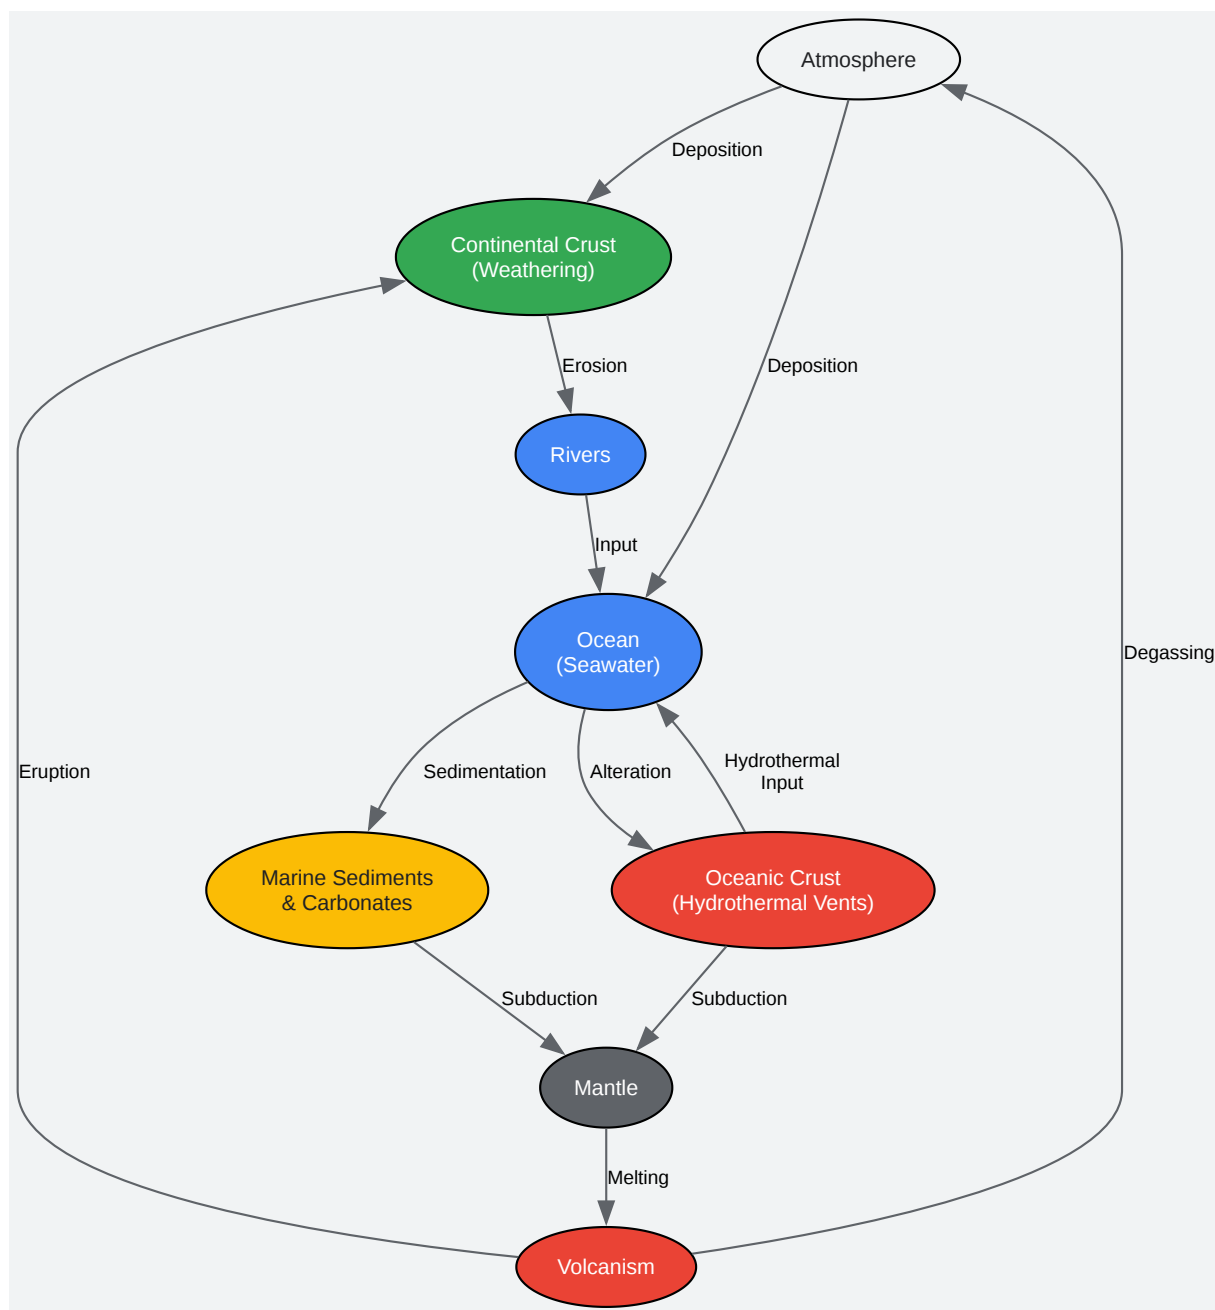 Atmosphere
Deposition
Continental Crust
(Weathering)
Erosion
Deposition
Rivers
Input
Ocean
(Seawater)
Degassing
Eruption
Sedimentation
Alteration
Hydrothermal
Input
Marine Sediments
& Carbonates
Oceanic Crust
(Hydrothermal Vents)
Subduction
Subduction
Mantle
Melting
Volcanism